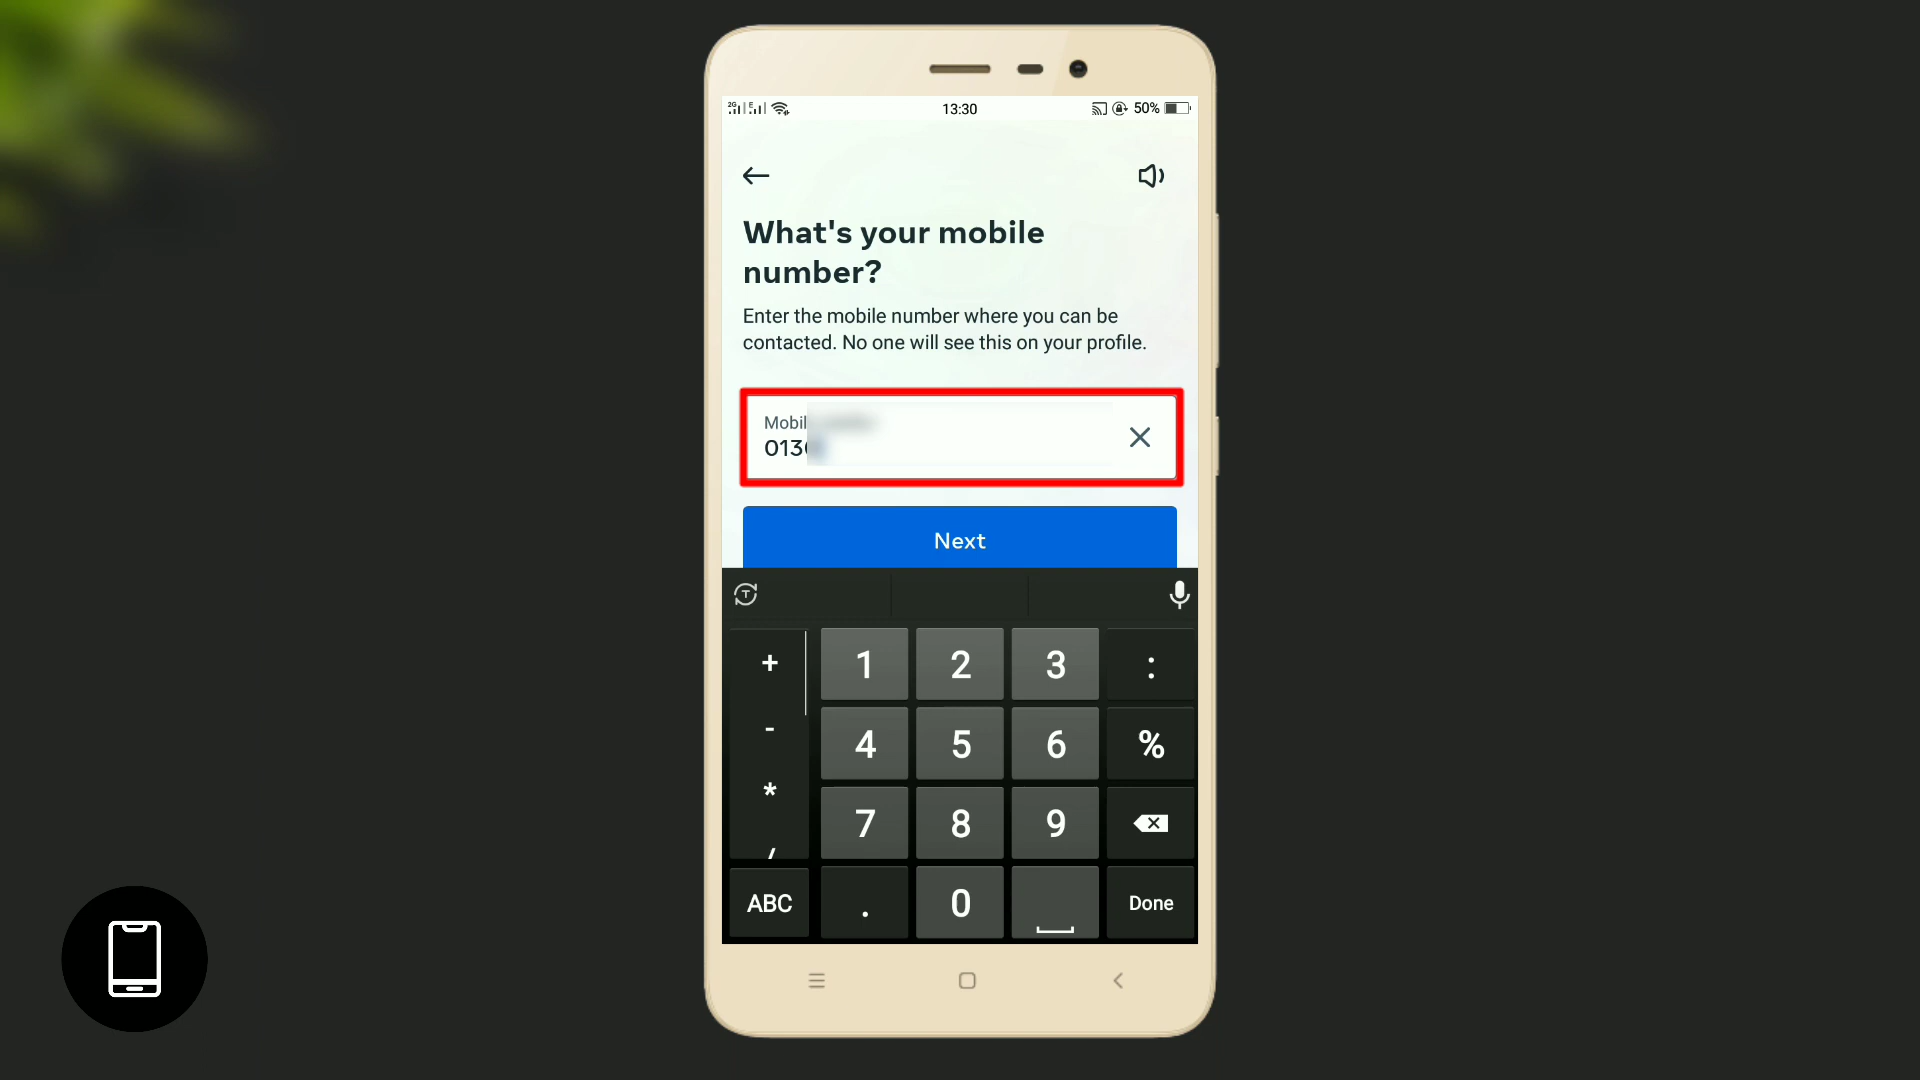 2G E 13:30 50%
What's your mobile
number?
Enter the mobile number where you can be
contacted. No one will see this on your profile.
Mobil
013
Next
T
+ 1 2 3 :
- 4 5 6 %
* 7 8 9
/
ABC . 0 Done